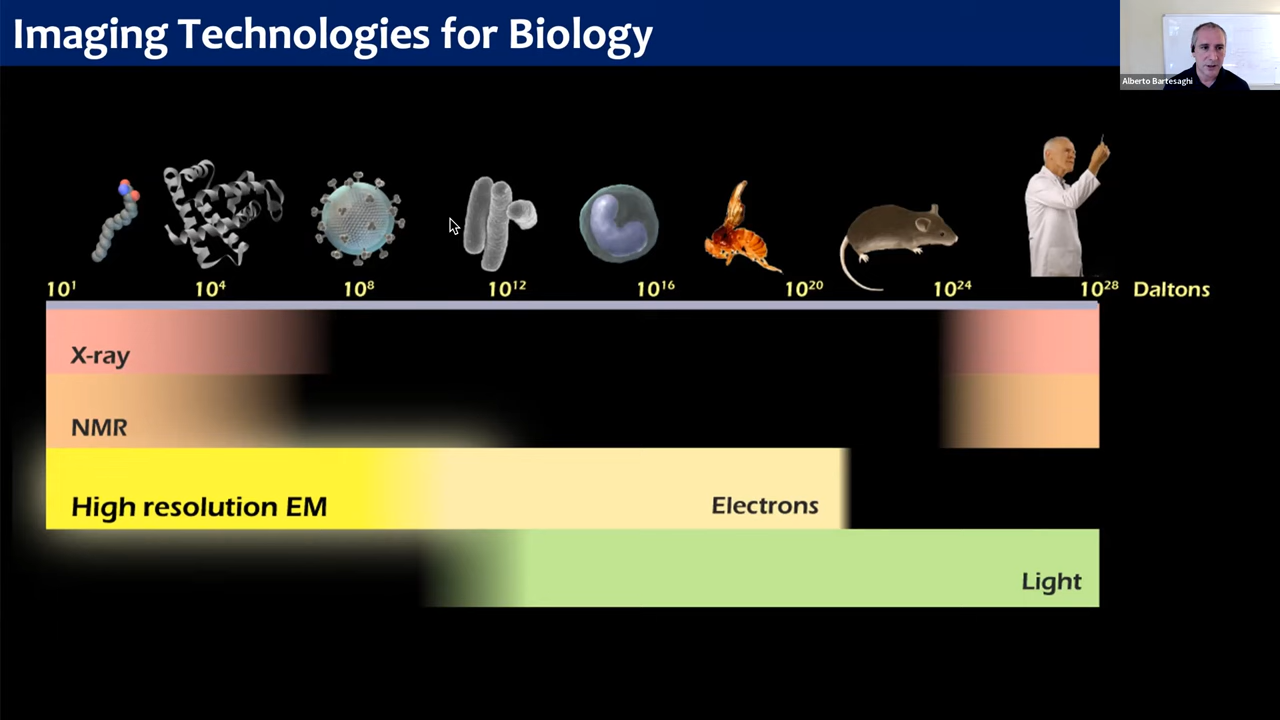 Imaging Technologies for Biology
Alberto Bartesaghi
10¹ 10⁴ 10⁸ 10¹² 10¹⁶ 10²⁰ 10²⁴ 10²⁸ Daltons
X-ray
NMR
High resolution EM
Electrons
Light